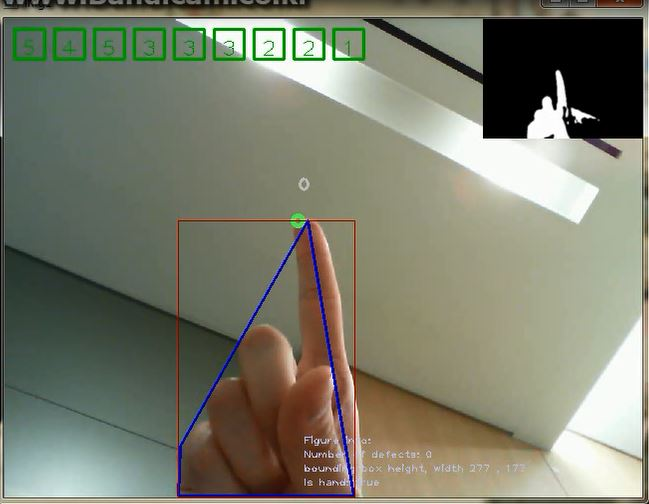 www.Bandicam.co.kr
5 4 5 3 3 3 2 2 1
0
Figure info:
Number of defects: 0
bounding box height, width 277 , 177
is hand: true